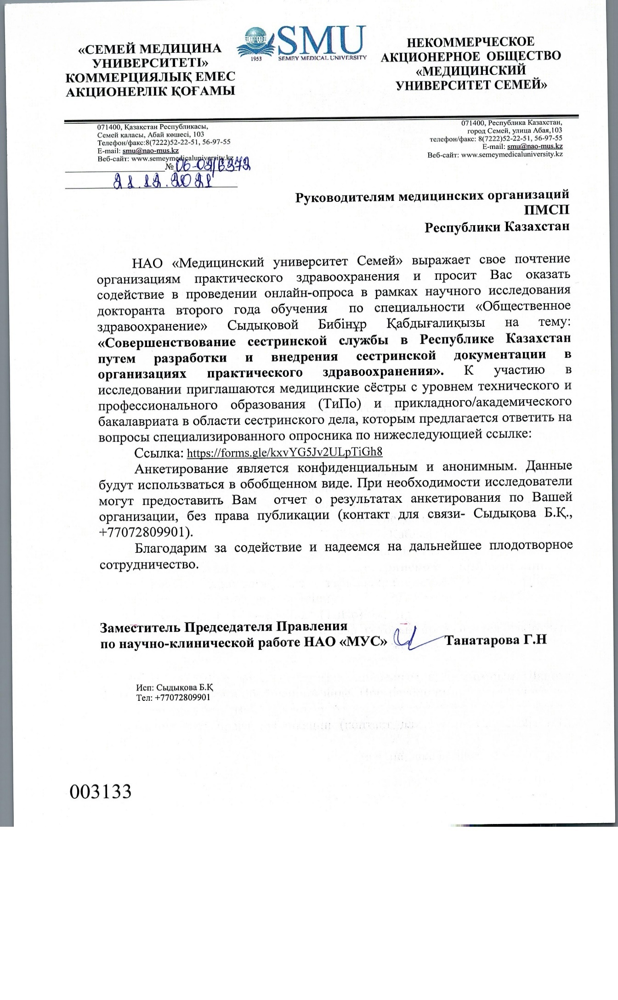 «СЕМЕЙ МЕДИЦИНА
УНИВЕРСИТЕТІ»
КОММЕРЦИЯЛЫҚ ЕМЕС
АКЦИОНЕРЛІК ҚОҒАМЫ
SMU
1953
SEMEY MEDICAL UNIVERSITY
НЕКОММЕРЧЕСКОЕ
АКЦИОНЕРНОЕ ОБЩЕСТВО
«МЕДИЦИНСКИЙ
УНИВЕРСИТЕТ СЕМЕЙ»
071400, Қазақстан Республикасы,
Семей қаласы, Абай көшесі, 103
Телефон/факс:8(7222)52-22-51, 56-97-55
E-mail: smu@nao-mus.kz
Веб-сайт: www.semeymedicaluniversity.kz
071400, Республика Казахстан,
город Семей, улица Абая,103
телефон/факс: 8(7222)52-22-51, 56-97-55
E-mail: smu@nao-mus.kz
Веб-сайт: www.semeymedicaluniversity.kz
№
21.12.2021
Руководителям медицинских организаций
ПМСП
Республики Казахстан
НАО «Медицинский университет Семей» выражает свое почтение
организациям практического здравоохранения и просит Вас оказать
содействие в проведении онлайн-опроса в рамках научного исследования
докторанта второго года обучения по специальности «Общественное
здравоохранение» Сыдықовой Бибінұр Қабдығалиқызы на тему:
«Совершенствование сестринской службы в Республике Казахстан
путем разработки и внедрения сестринской документации в
организациях практического здравоохранения». К участию в
исследовании приглашаются медицинские сёстры с уровнем технического и
профессионального образования (ТиПо) и прикладного/академического
бакалавриата в области сестринского дела, которым предлагается ответить на
вопросы специализированного опросника по нижеследующией ссылке:
Ссылка: https://forms.gle/kxvYG5Jv2ULpTiGh8
Анкетирование является конфиденциальным и анонимным. Данные
будут использваться в обобщенном виде. При необходимости исследователи
могут предоставить Вам отчет о результатах анкетирования по Вашей
организации, без права публикации (контакт для связи- Сыдықова Б.Қ.,
+77072809901).
Благодарим за содействие и надеемся на дальнейшее плодотворное
сотрудничество.
Заместитель Председателя Правления
по научно-клинической работе НАО «МУС» Танатарова Г.Н
Исп: Сыдықова Б.Қ
Тел: +77072809901
003133